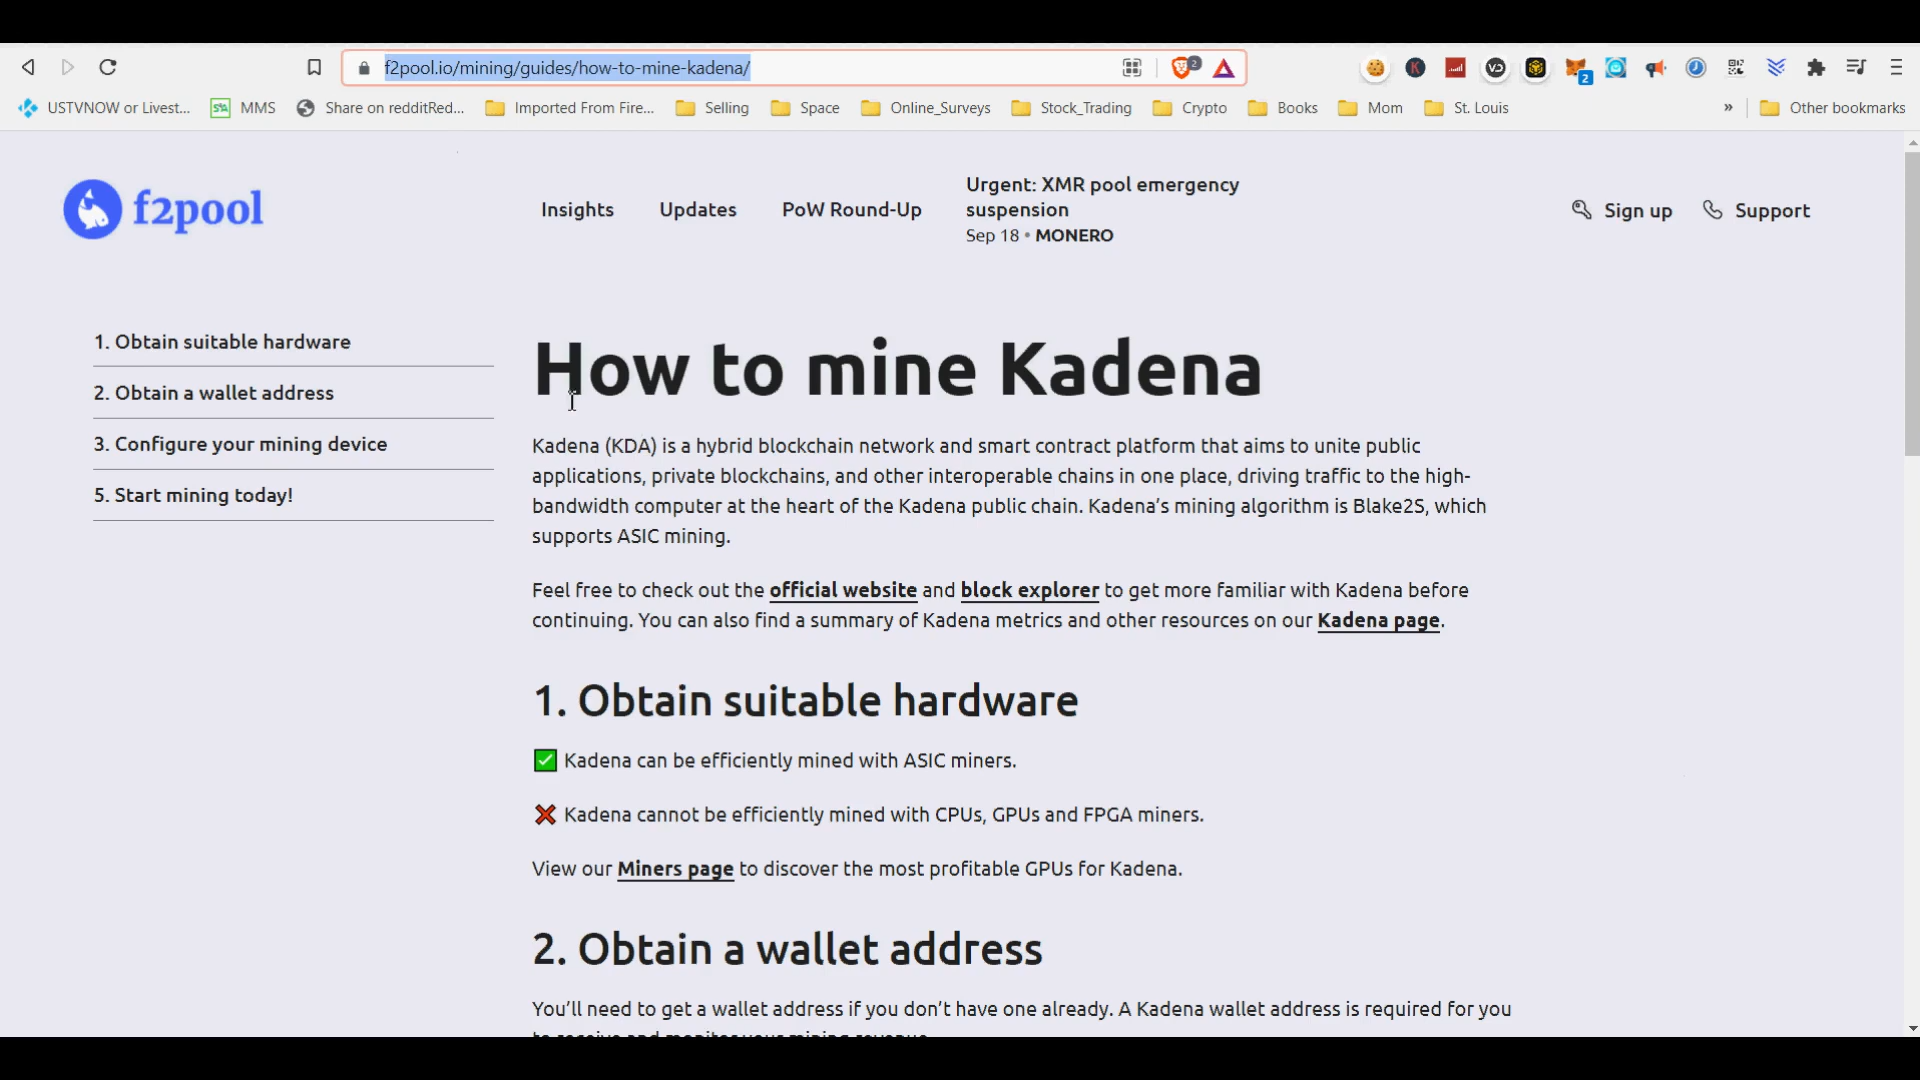 f2pool.io/mining/guides/how-to-mine-kadena/
2
2
USTVNOW or Livest...
MMS
Share on redditRed...
Imported From Fire...
Selling
Space
Online_Surveys
Stock_Trading
Crypto
Books
Mom
St. Louis
»
Other bookmarks
f2pool
Insights
Updates
PoW Round-Up
Urgent: XMR pool emergency
suspension
Sep 18 • MONERO
Sign up
Support
1. Obtain suitable hardware
2. Obtain a wallet address
3. Configure your mining device
5. Start mining today!
How to mine Kadena
Kadena (KDA) is a hybrid blockchain network and smart contract platform that aims to unite public
applications, private blockchains, and other interoperable chains in one place, driving traffic to the high-
bandwidth computer at the heart of the Kadena public chain. Kadena’s mining algorithm is Blake2S, which
supports ASIC mining.
Feel free to check out the official website and block explorer to get more familiar with Kadena before
continuing. You can also find a summary of Kadena metrics and other resources on our Kadena page.
1. Obtain suitable hardware
✅ Kadena can be efficiently mined with ASIC miners.
❌ Kadena cannot be efficiently mined with CPUs, GPUs and FPGA miners.
View our Miners page to discover the most profitable GPUs for Kadena.
2. Obtain a wallet address
You’ll need to get a wallet address if you don’t have one already. A Kadena wallet address is required for you
to receive and monitor your mining revenue.